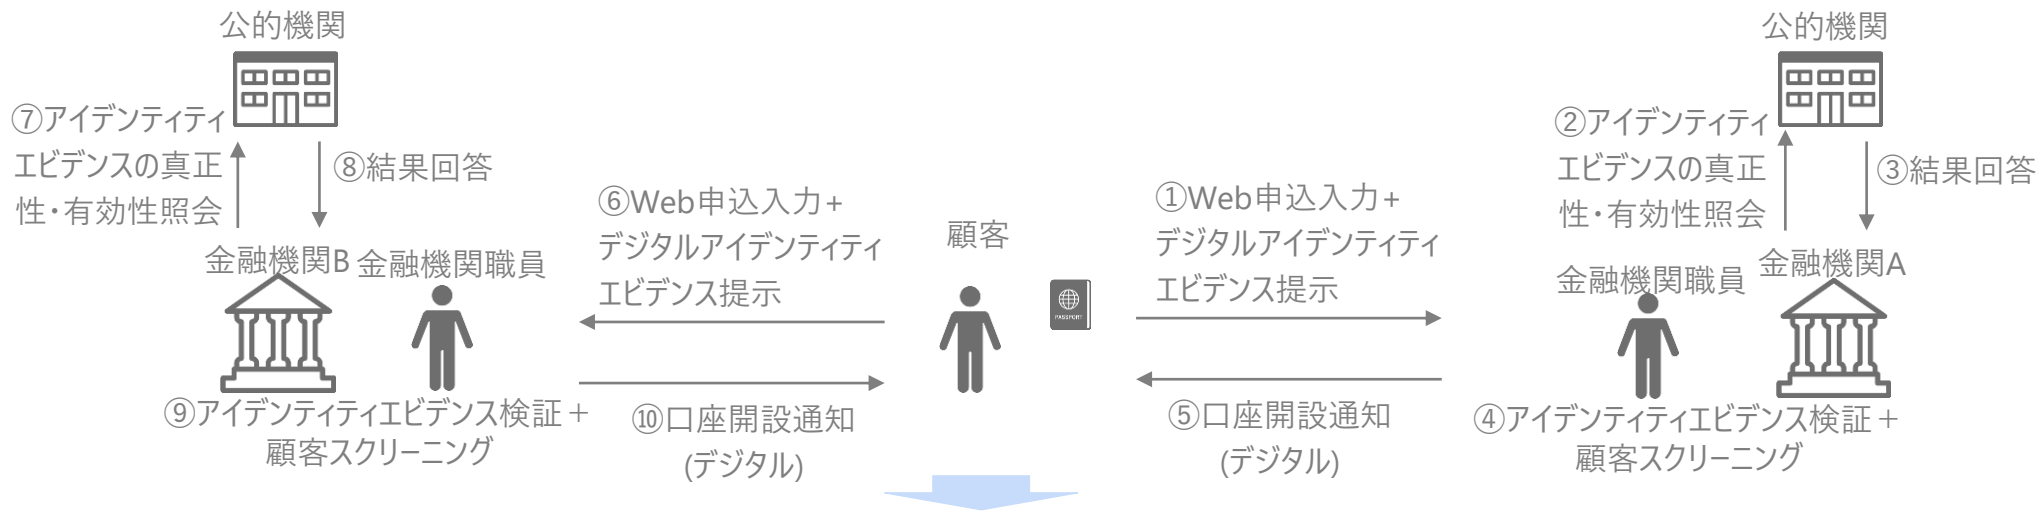 公的機関
⑦アイデンティティ
エビデンスの真正
性・有効性照会
⑧結果回答
金融機関B
金融機関職員
⑨アイデンティティエビデンス検証＋
顧客スクリーニング
⑥Web申込入力+
デジタルアイデンティティ
エビデンス提示
⑩口座開設通知
(デジタル)
顧客
PASSPORT
①Web申込入力+
デジタルアイデンティティ
エビデンス提示
⑤口座開設通知
(デジタル)
公的機関
②アイデンティティ
エビデンスの真正
性・有効性照会
③結果回答
金融機関職員
金融機関A
④アイデンティティエビデンス検証＋
顧客スクリーニング